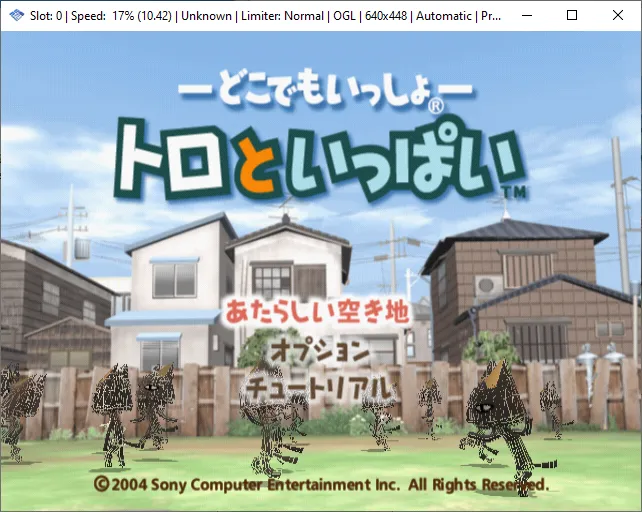 Slot: 0 | Speed: 17% (10.42) | Unknown | Limiter: Normal | OGL | 640x448 | Automatic | Pr...
ーどこでもいっしょ®ー
トロといっぱい™
あたらしい空き地
オプション
チュートリアル
©2004 Sony Computer Entertainment Inc. All Rights Reserved.